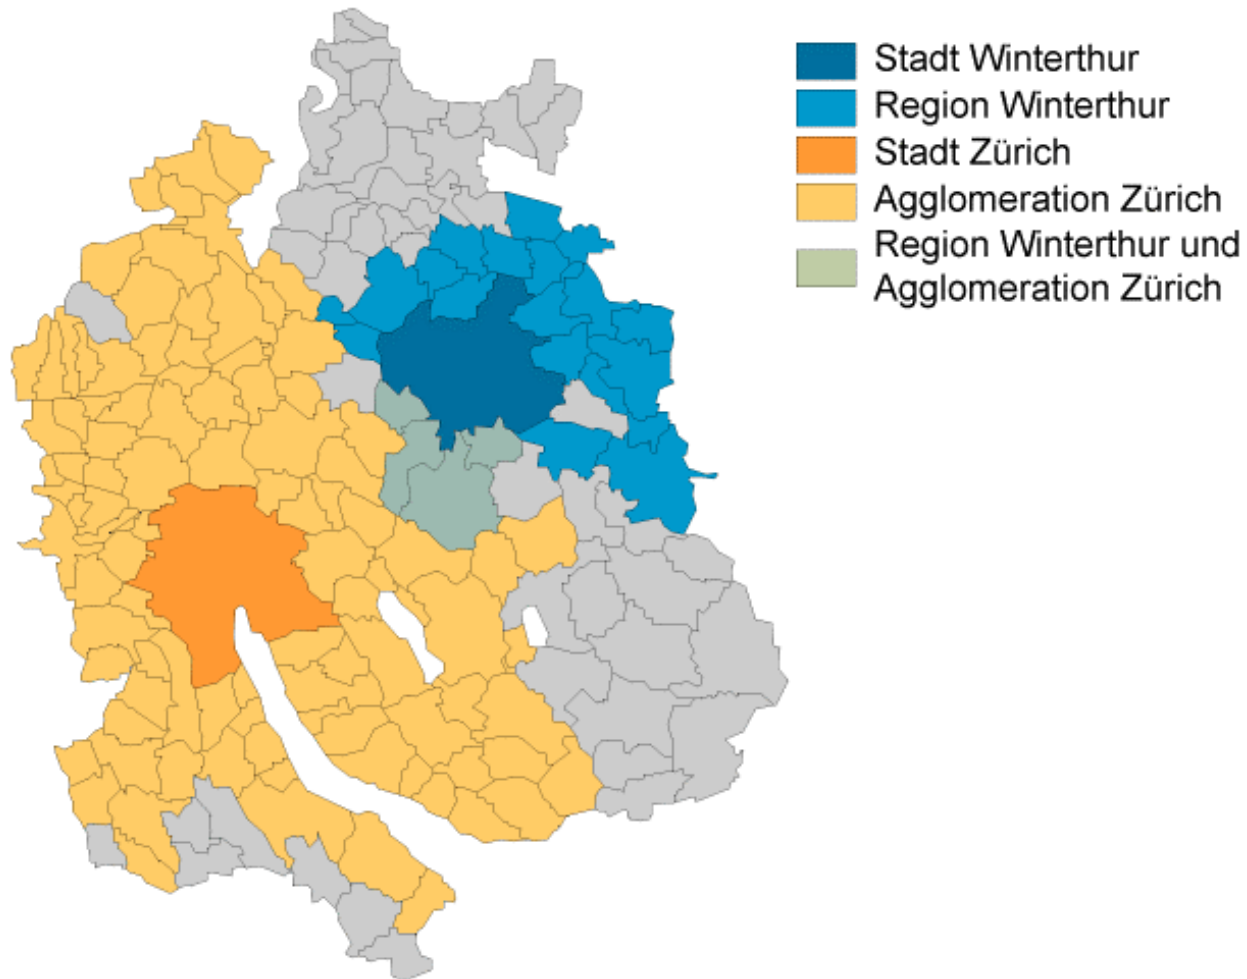 Stadt Winterthur
Region Winterthur
Stadt Zürich
Agglomeration Zürich
Region Winterthur und
Agglomeration Zürich